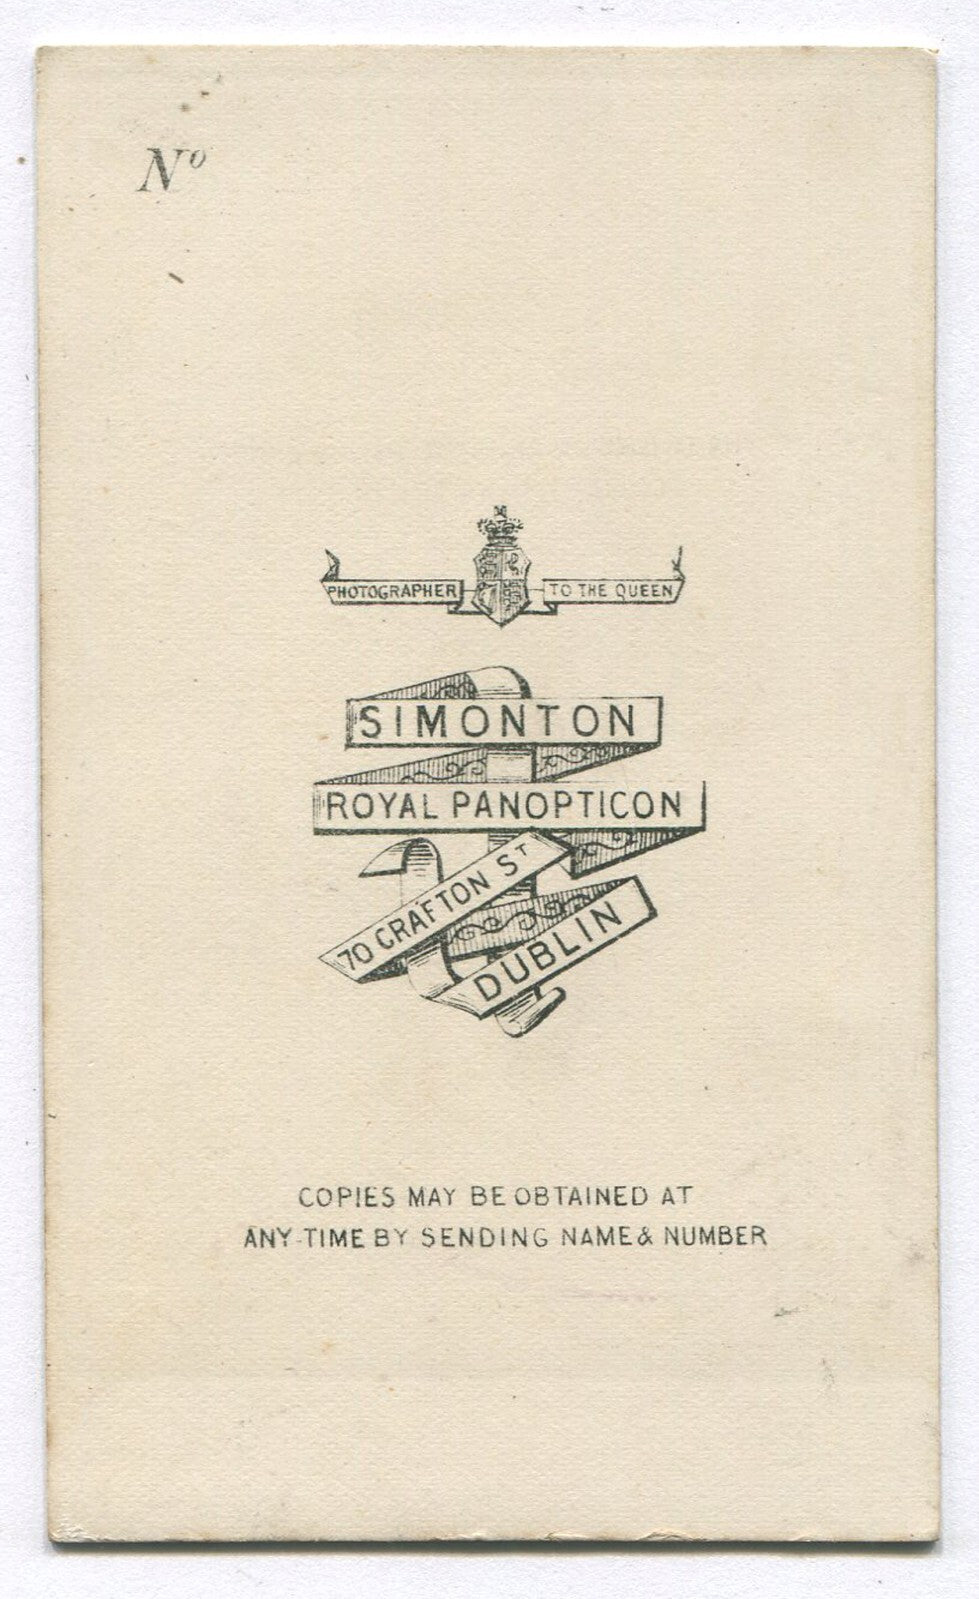 Nº
PHOTOGRAPHER TO THE QUEEN
SIMONTON
ROYAL PANOPTICON
70 GRAFTON ST
DUBLIN
COPIES MAY BE OBTAINED AT
ANY TIME BY SENDING NAME & NUMBER